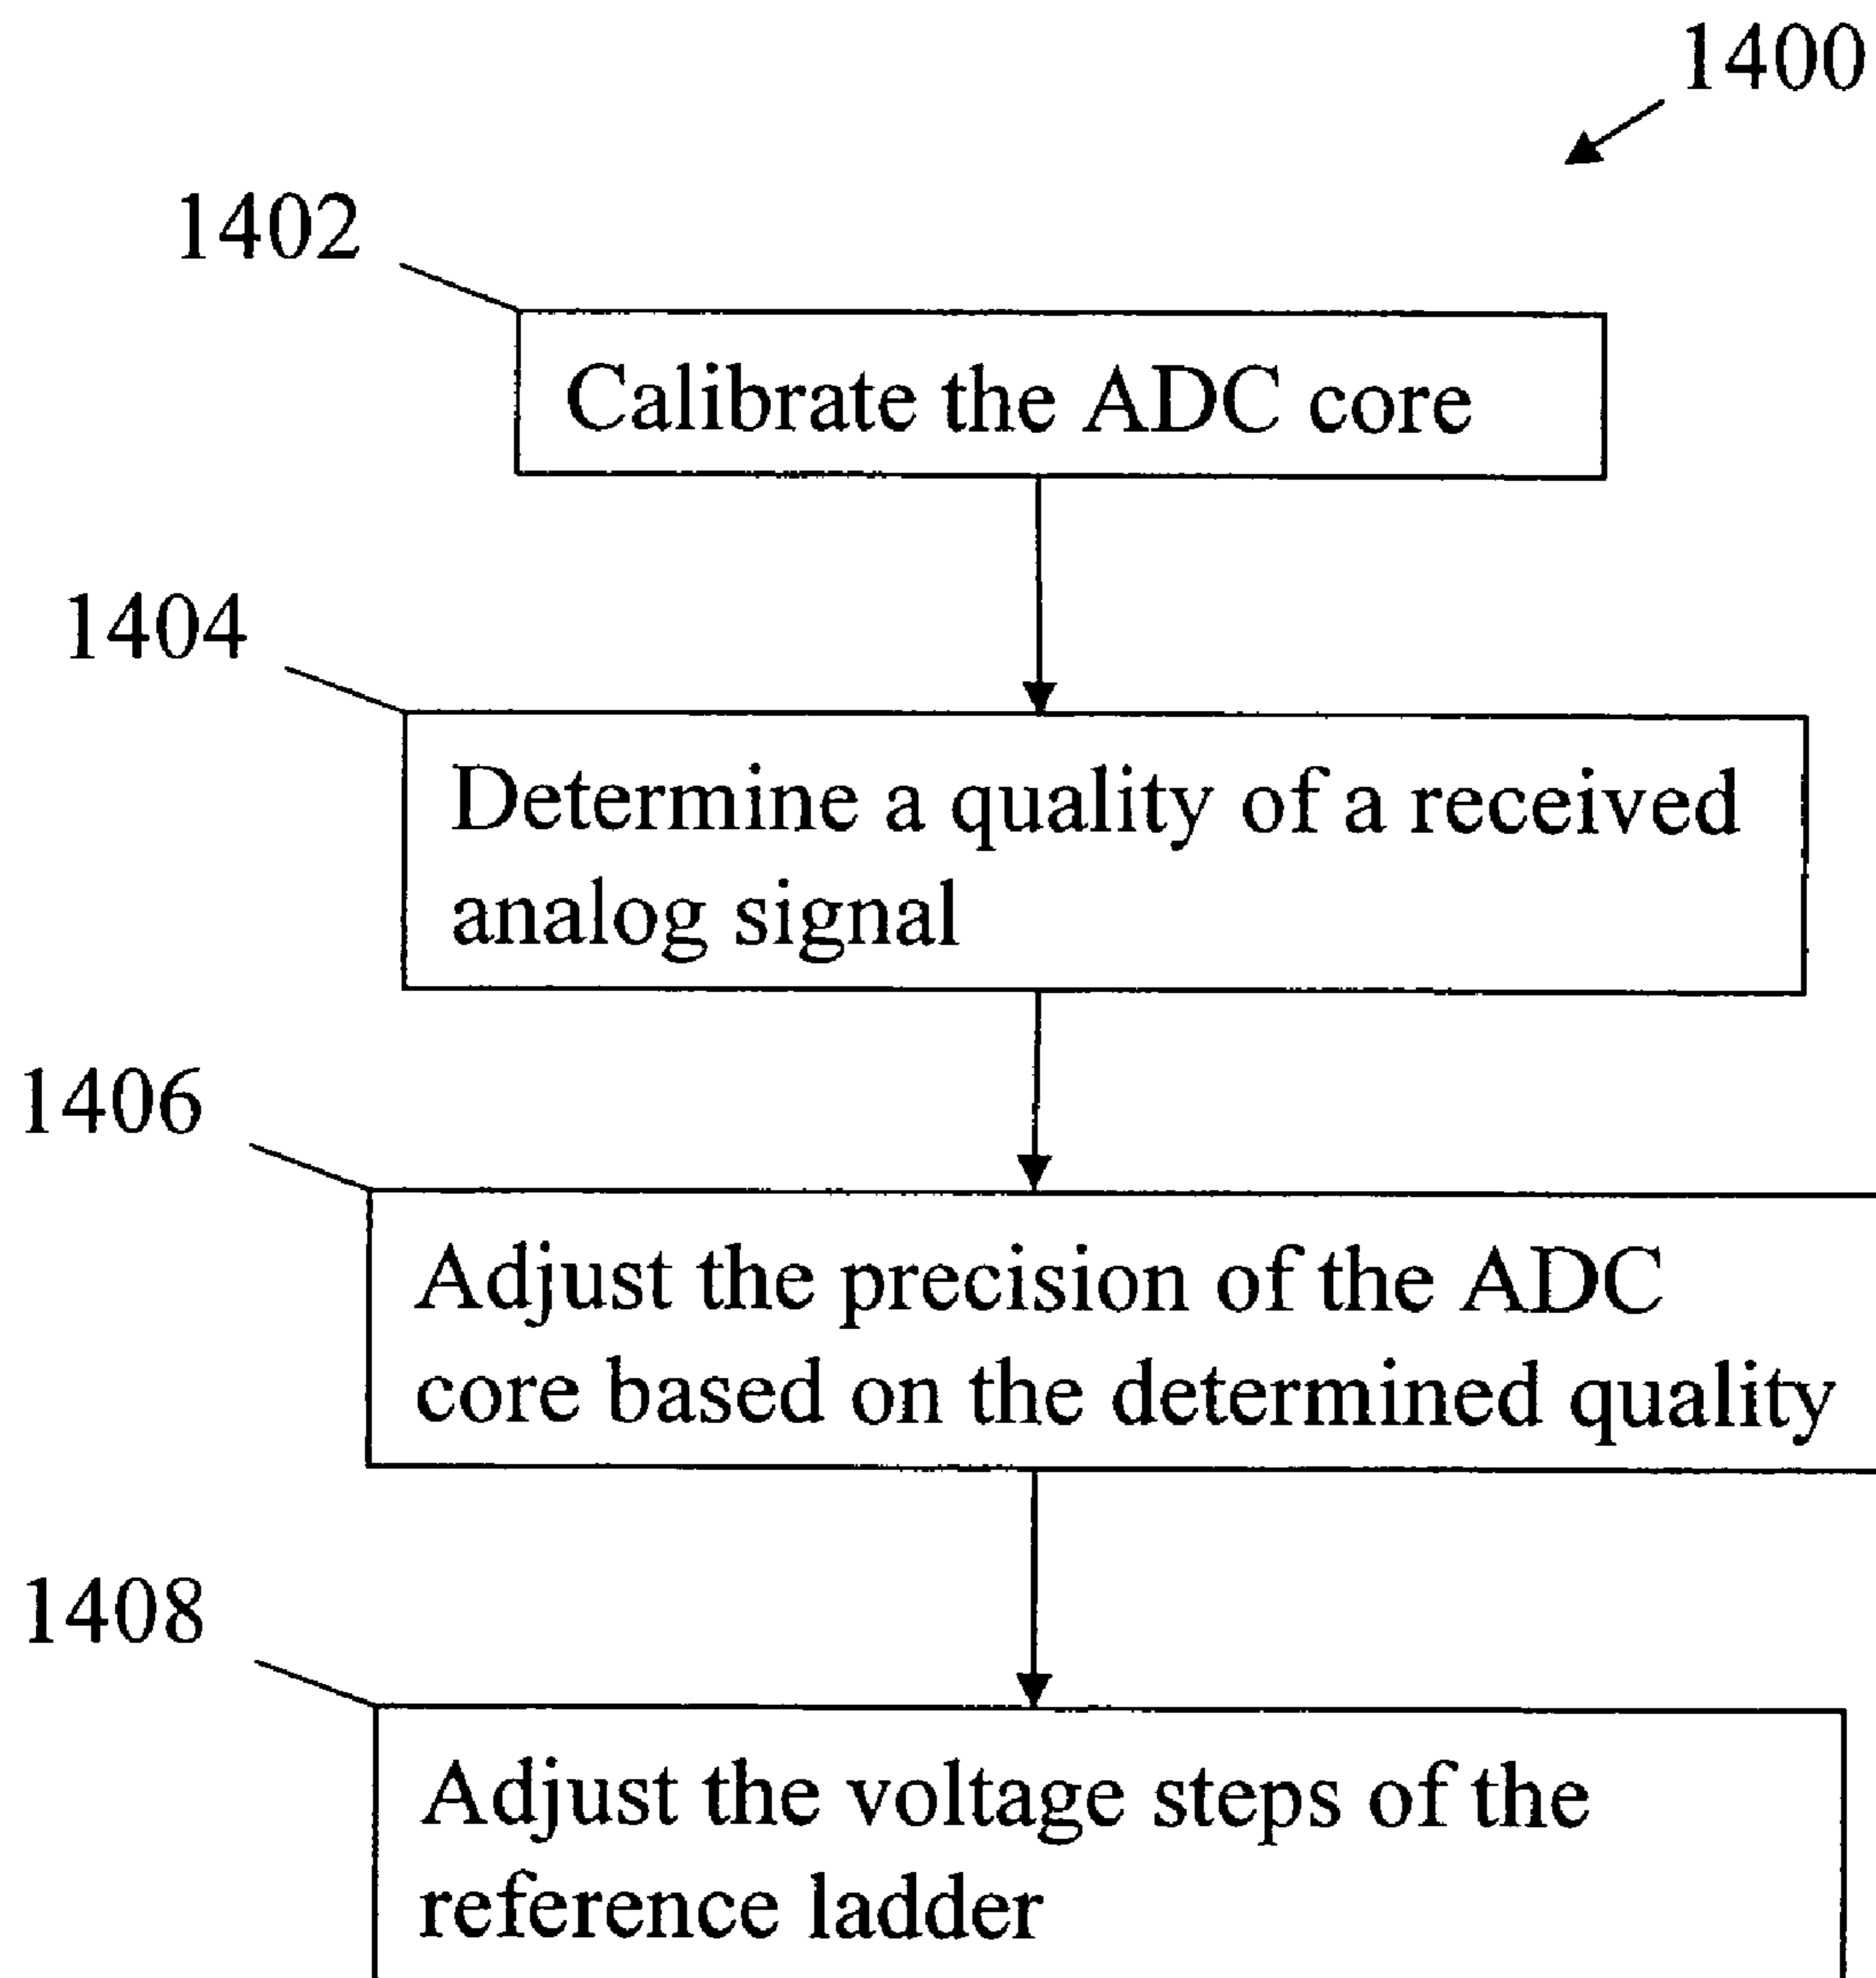 1400
1402
Calibrate the ADC core
1404
Determine a quality of a received
analog signal
1406
Adjust the precision of the ADC
core based on the determined quality
1408
Adjust the voltage steps of the
reference ladder